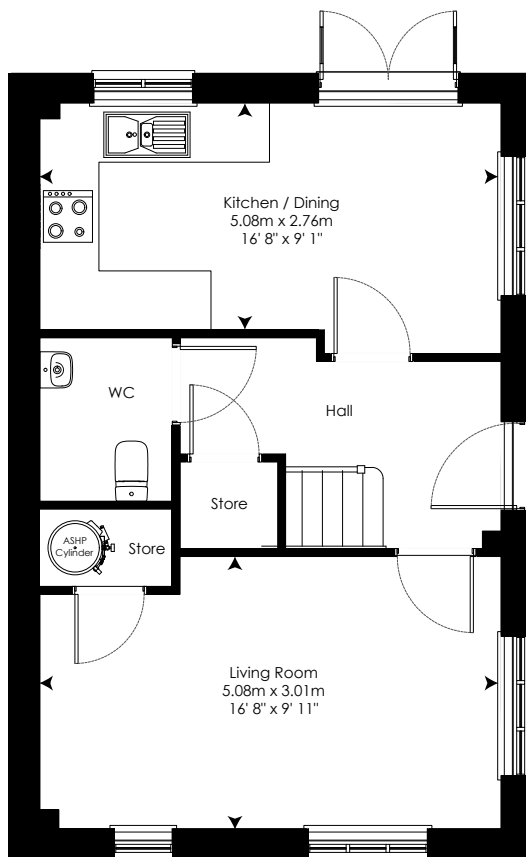 Kitchen / Dining
5.08m x 2.76m
16' 8" x 9' 1"
WC
Hall
Store
ASHP
Cylinder
Store
Living Room
5.08m x 3.01m
16' 8" x 9' 11"